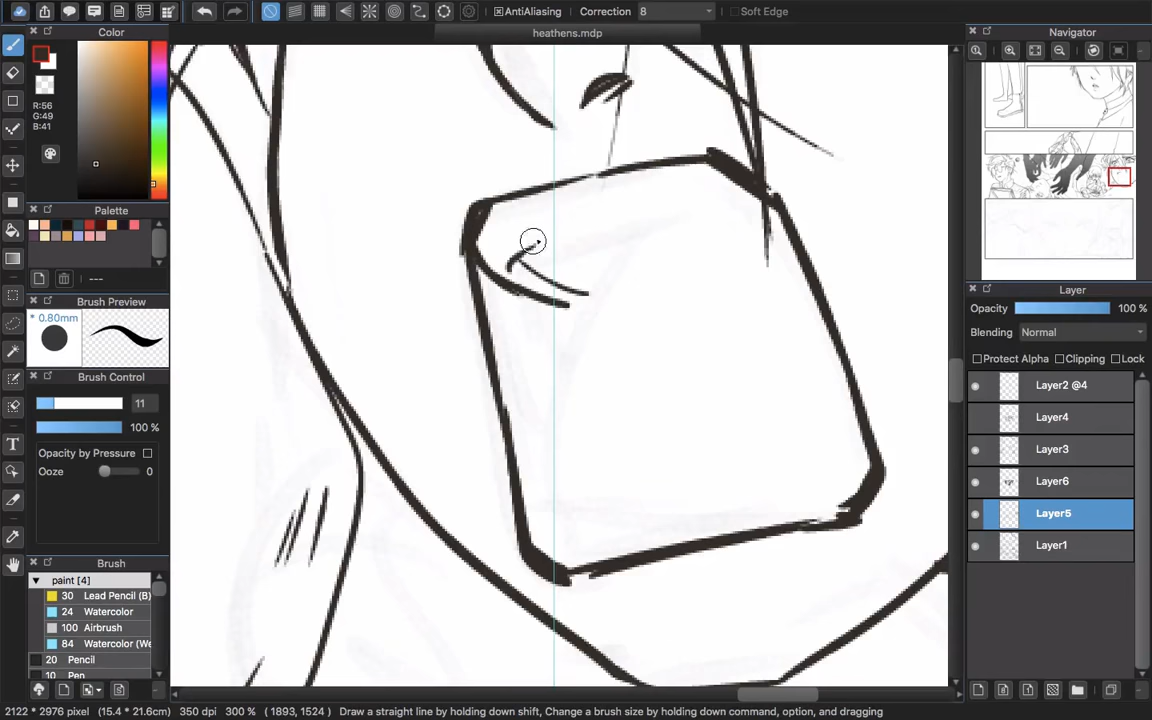 AntiAliasing
Correction 8
Soft Edge
Color
heathens.mdp
Navigator
R:56
G:49
B:41
Palette
---
Brush Preview
* 0.80mm
Brush Control
11
100 %
Opacity by Pressure
Ooze 0
Brush
paint [4]
30 Lead Pencil (B)
24 Watercolor
100 Airbrush
84 Watercolor (We
20 Pencil
10 Pen
Layer
Opacity 100 %
Blending Normal
Protect Alpha Clipping Lock
Layer2 @4
Layer4
Layer3
Layer6
Layer5
Layer1
2122 * 2976 pixel (15.4 * 21.6cm) 350 dpi 300 % ( 1893, 1524 ) Draw a straight line by holding down shift, Change a brush size by holding down command, option, and dragging